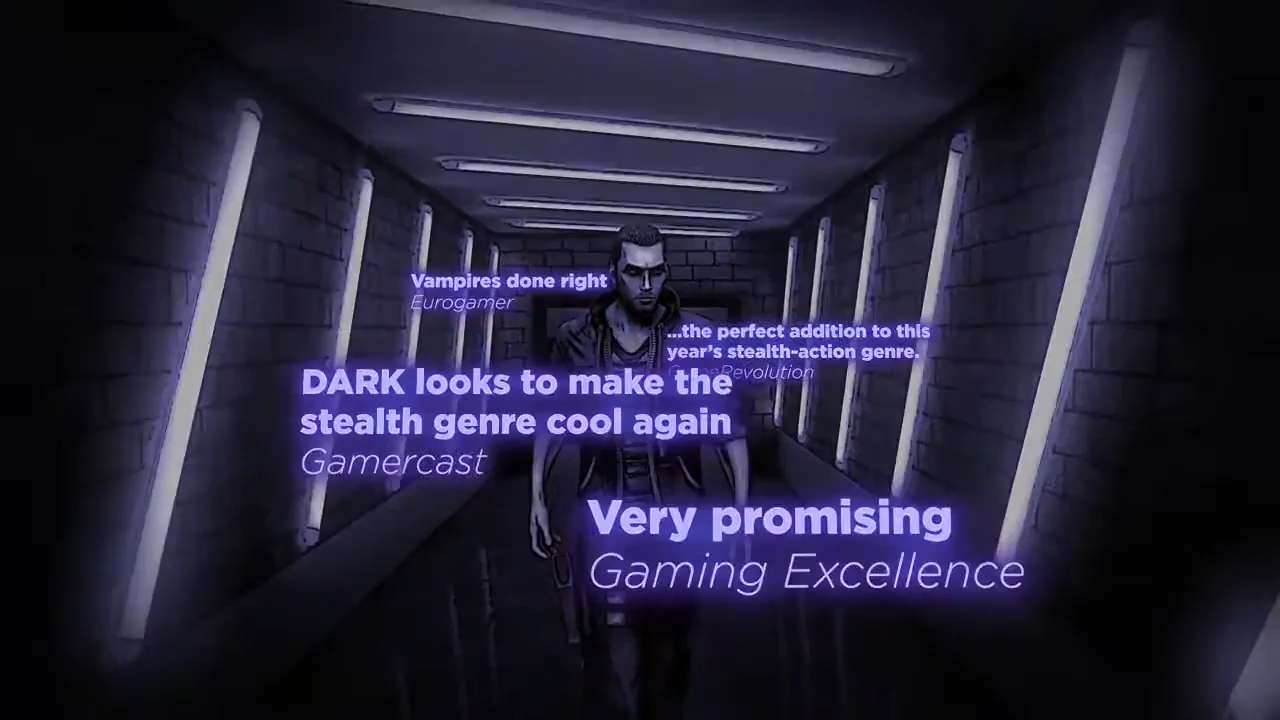 Vampires done right
Eurogamer
...the perfect addition to this
year's stealth-action genre.
GameRevolution
DARK looks to make the
stealth genre cool again
Gamercast
Very promising
Gaming Excellence